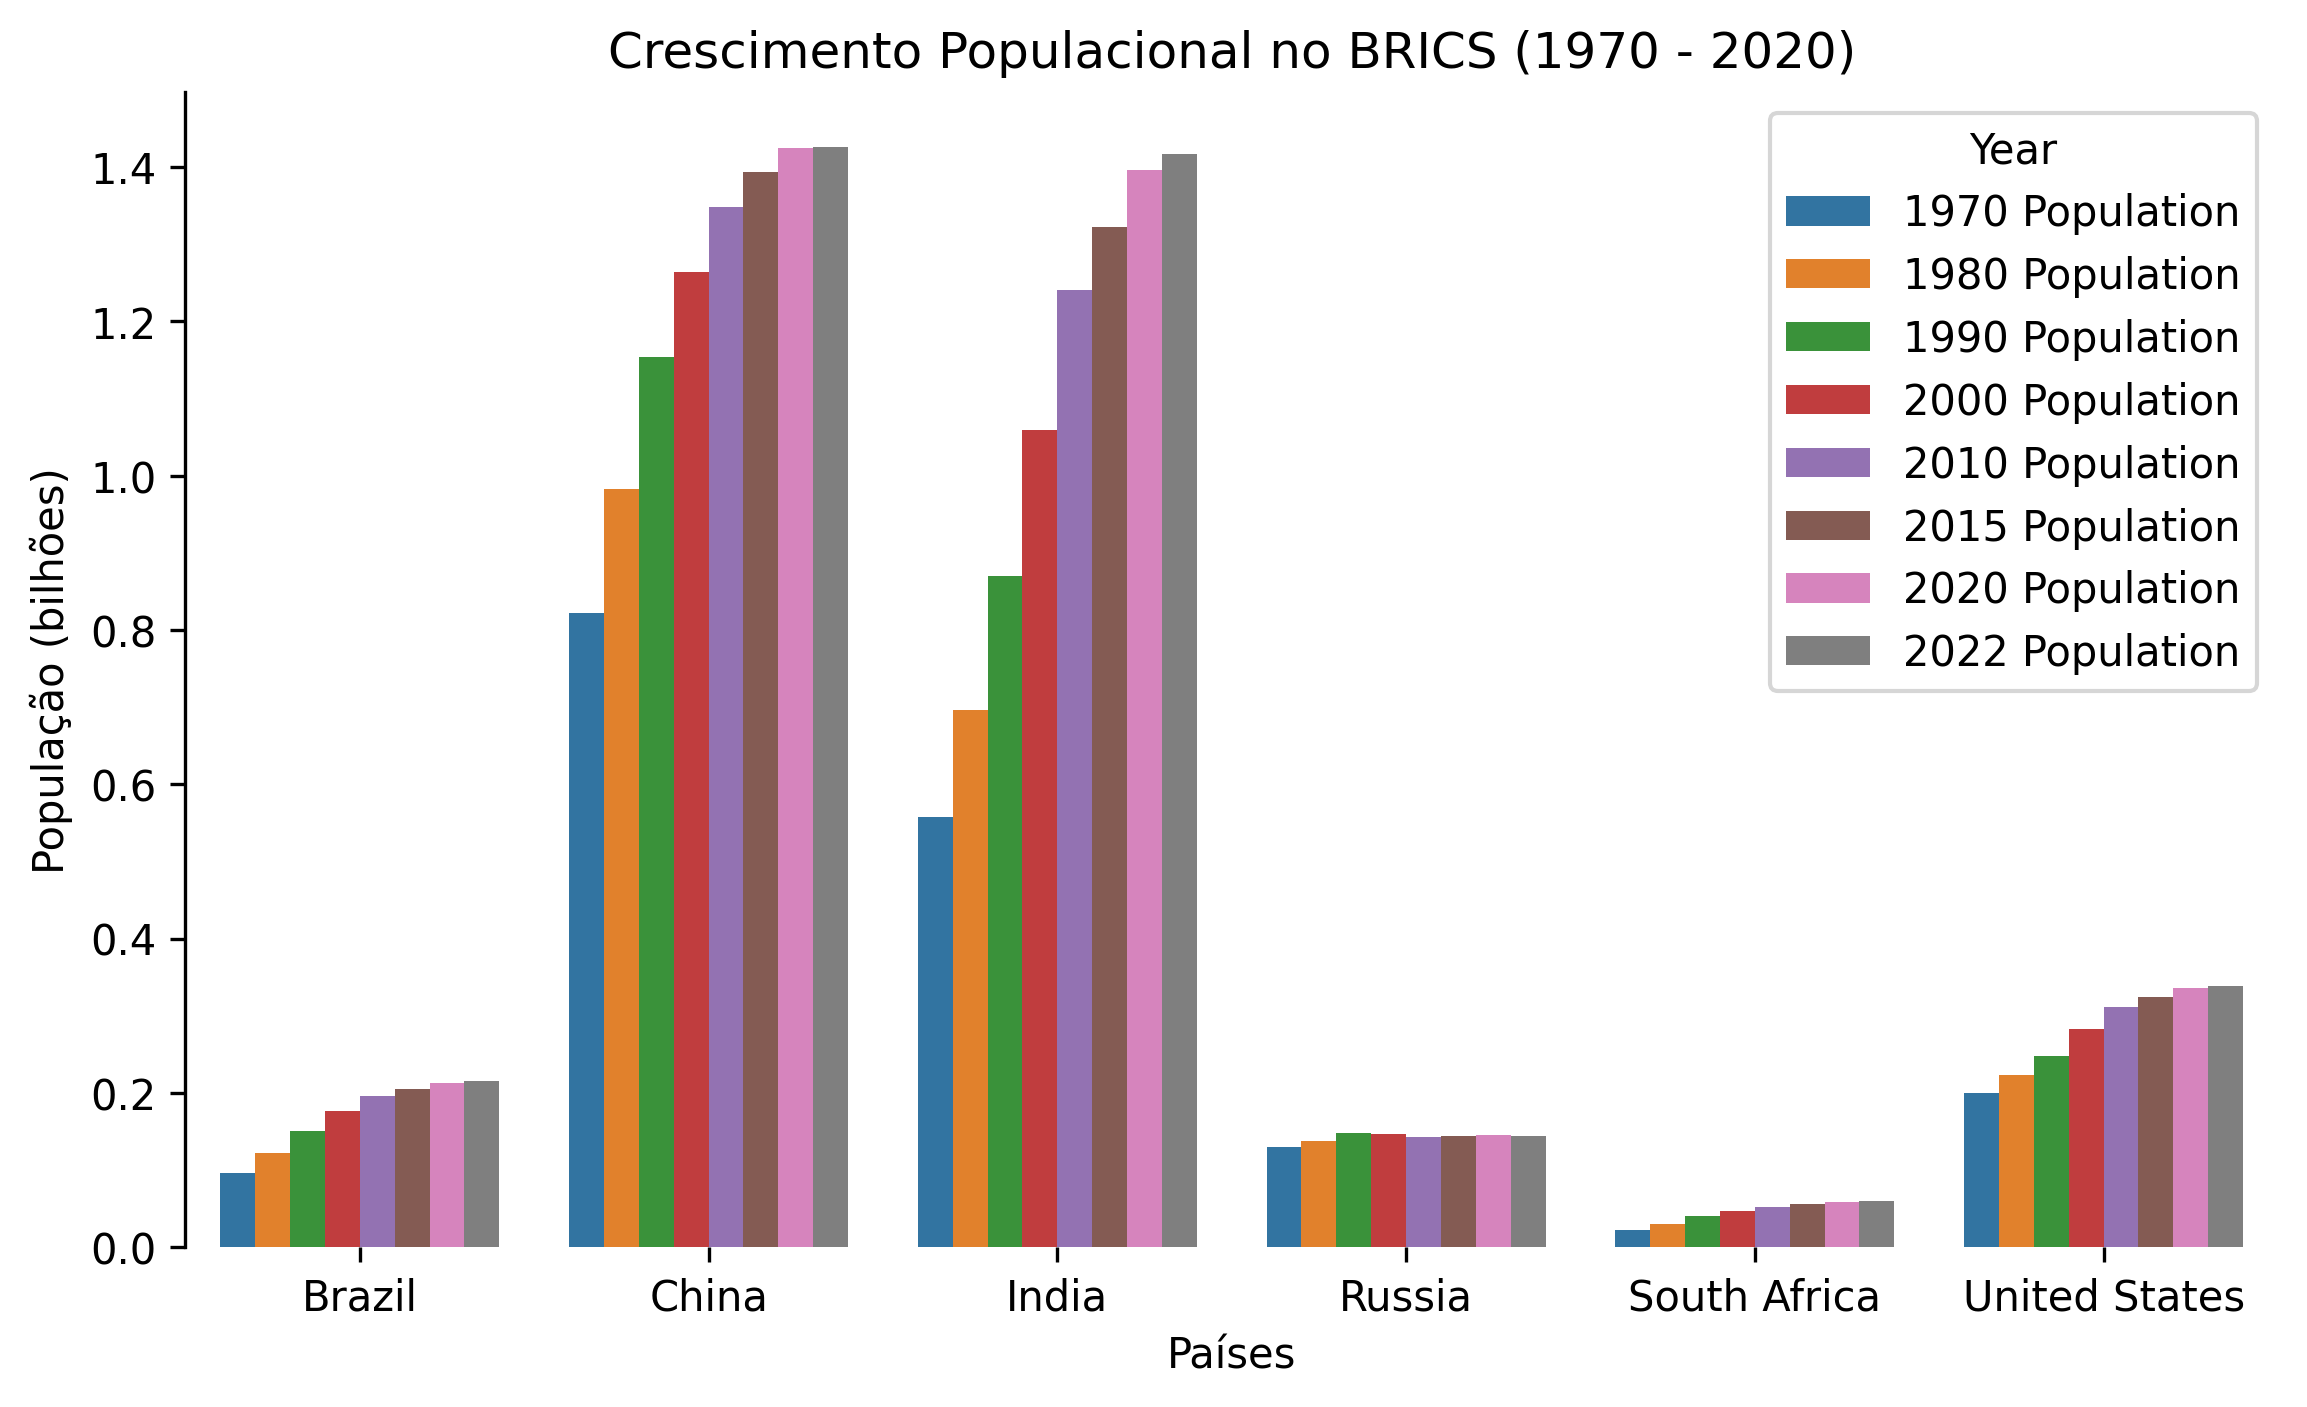 Crescimento Populacional no BRICS (1970 - 2020)
Year
1970 Population
1980 Population
1990 Population
2000 Population
2010 Population
2015 Population
2020 Population
2022 Population
População (bilhões)
1.4
1.2
1.0
0.8
0.6
0.4
0.2
0.0
Brazil
China
India
Russia
South Africa
United States
Países